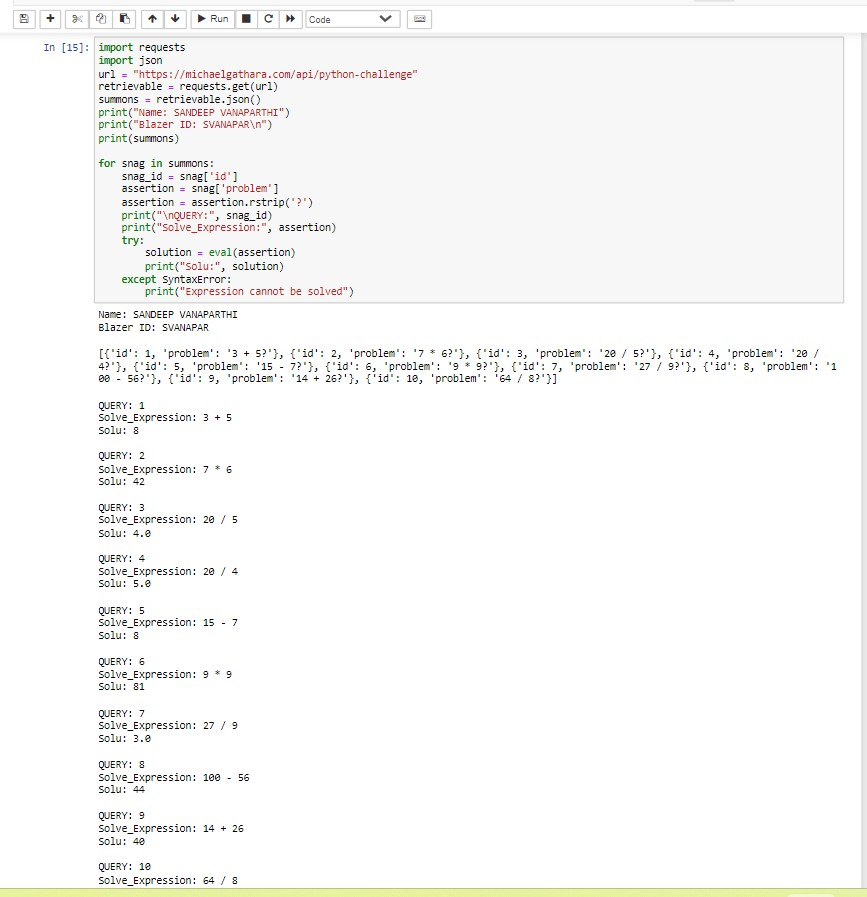 Run
Code
In [15]:
import requests
import json
url = "https://michaelgathara.com/api/python-challenge"
retrievable = requests.get(url)
summons = retrievable.json()
print("Name: SANDEEP VANAPARTHI")
print("Blazer ID: SVANAPAR\n")
print(summons)
for snag in summons:
    snag_id = snag['id']
    assertion = snag['problem']
    assertion = assertion.rstrip('?')
    print("\nQUERY:", snag_id)
    print("Solve_Expression:", assertion)
    try:
        solution = eval(assertion)
        print("Solu:", solution)
    except SyntaxError:
        print("Expression cannot be solved")
Name: SANDEEP VANAPARTHI
Blazer ID: SVANAPAR
[{'id': 1, 'problem': '3 + 5?'}, {'id': 2, 'problem': '7 * 6?'}, {'id': 3, 'problem': '20 / 5?'}, {'id': 4, 'problem': '20 /
4?'}, {'id': 5, 'problem': '15 - 7?'}, {'id': 6, 'problem': '9 * 9?'}, {'id': 7, 'problem': '27 / 9?'}, {'id': 8, 'problem': '1
00 - 56?'}, {'id': 9, 'problem': '14 + 26?'}, {'id': 10, 'problem': '64 / 8?'}]
QUERY: 1
Solve_Expression: 3 + 5
Solu: 8
QUERY: 2
Solve_Expression: 7 * 6
Solu: 42
QUERY: 3
Solve_Expression: 20 / 5
Solu: 4.0
QUERY: 4
Solve_Expression: 20 / 4
Solu: 5.0
QUERY: 5
Solve_Expression: 15 - 7
Solu: 8
QUERY: 6
Solve_Expression: 9 * 9
Solu: 81
QUERY: 7
Solve_Expression: 27 / 9
Solu: 3.0
QUERY: 8
Solve_Expression: 100 - 56
Solu: 44
QUERY: 9
Solve_Expression: 14 + 26
Solu: 40
QUERY: 10
Solve_Expression: 64 / 8